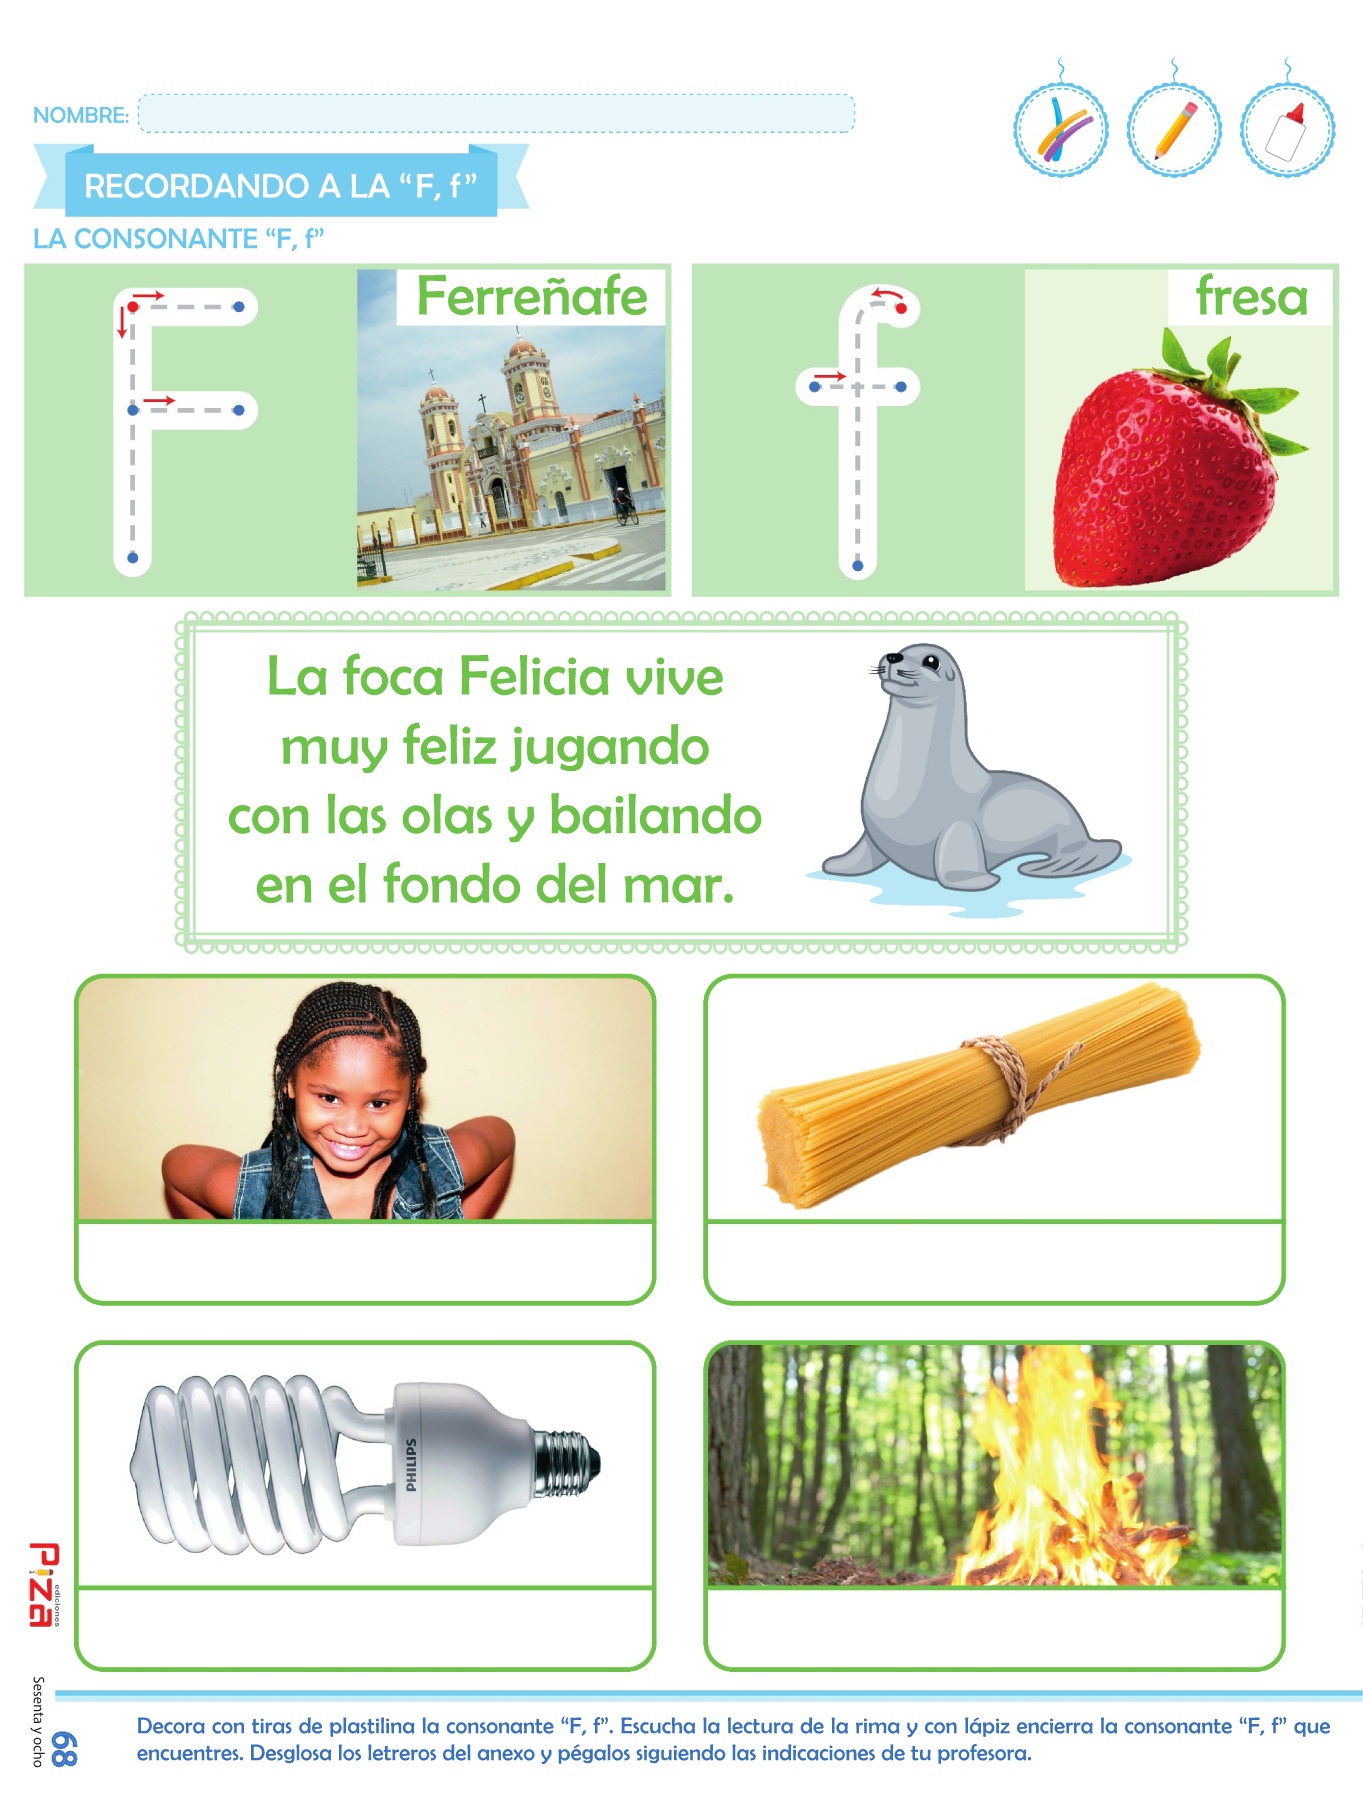 NOMBRE:
RECORDANDO A LA “F, f”
LA CONSONANTE “F, f”
F
Ferreñafe
f
fresa
La foca Felicia vive
muy feliz jugando
con las olas y bailando
en el fondo del mar.
PHILIPS
Piza
ediciones
Sesenta y ocho
68
Decora con tiras de plastilina la consonante “F, f”. Escucha la lectura de la rima y con lápiz encierra la consonante “F, f” que
encuentres. Desglosa los letreros del anexo y pégalos siguiendo las indicaciones de tu profesora.